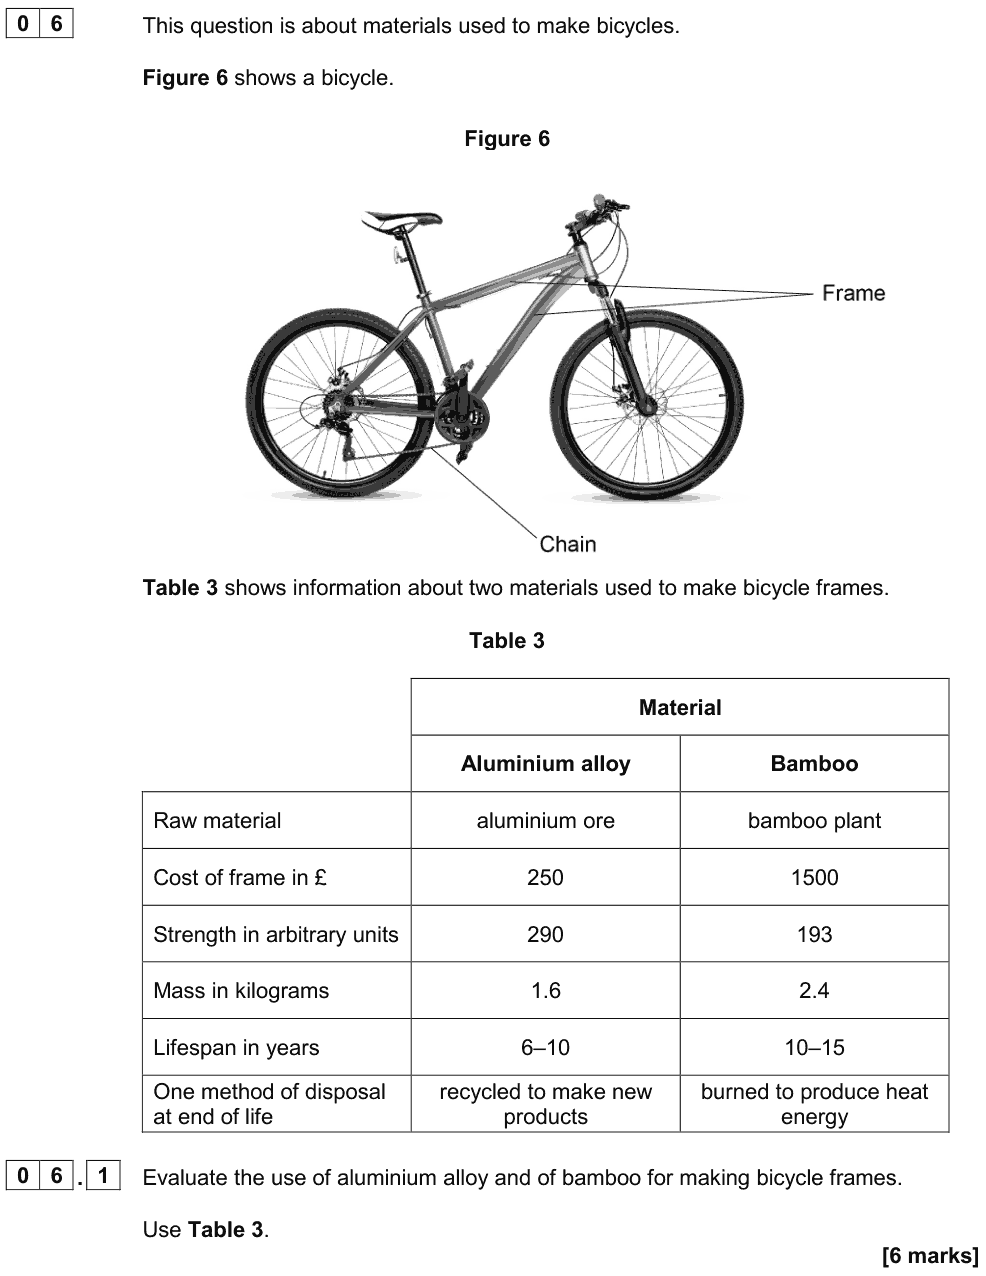 0 6 This question is about materials used to make bicycles.
Figure 6 shows a bicycle.
Figure 6
Frame
Chain
Table 3 shows information about two materials used to make bicycle frames.
Table 3
Material
Aluminium alloy Bamboo
Raw material aluminium ore bamboo plant
Cost of frame in £ 250 1500
Strength in arbitrary units 290 193
Mass in kilograms 1.6 2.4
Lifespan in years 6–10 10–15
One method of disposal recycled to make new burned to produce heat
at end of life products energy
0 6 . 1 Evaluate the use of aluminium alloy and of bamboo for making bicycle frames.
Use Table 3.
[6 marks]